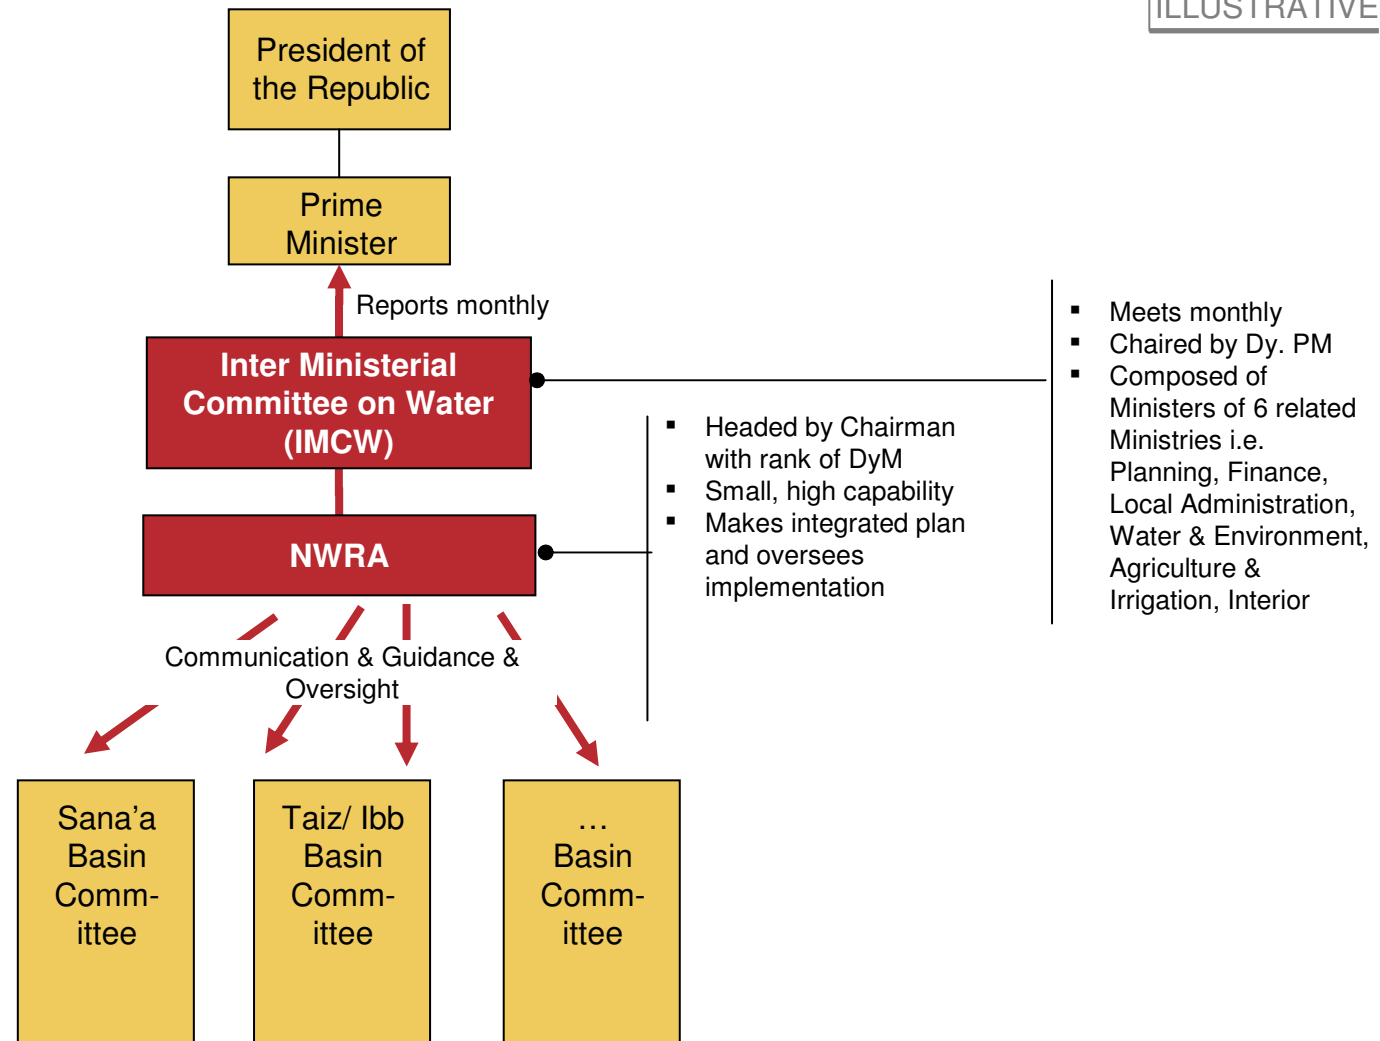 ILLUSTRATIVE
President of
the Republic
Prime
Minister
Reports monthly
Inter Ministerial
Committee on Water
(IMCW)
NWRA
▪ Meets monthly
▪ Chaired by Dy. PM
▪ Composed of
Ministers of 6 related
Ministries i.e.
Planning, Finance,
Local Administration,
Water & Environment,
Agriculture &
Irrigation, Interior
▪ Headed by Chairman
with rank of DyM
▪ Small, high capability
▪ Makes integrated plan
and oversees
implementation
Communication & Guidance &
Oversight
Sana’a
Basin
Comm-
ittee
Taiz/ Ibb
Basin
Comm-
ittee
…
Basin
Comm-
ittee